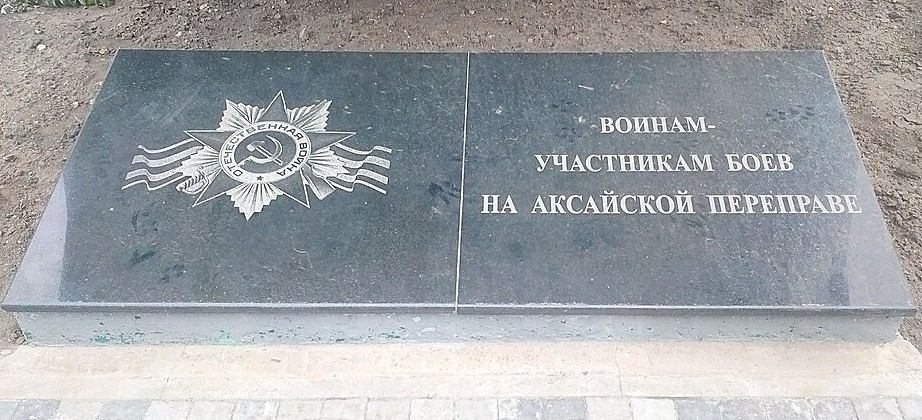 ОТЕЧЕСТВЕННАЯ ВОЙНА
ВОИНАМ-
УЧАСТНИКАМ БОЕВ
НА АКСАЙСКОЙ ПЕРЕПРАВЕ